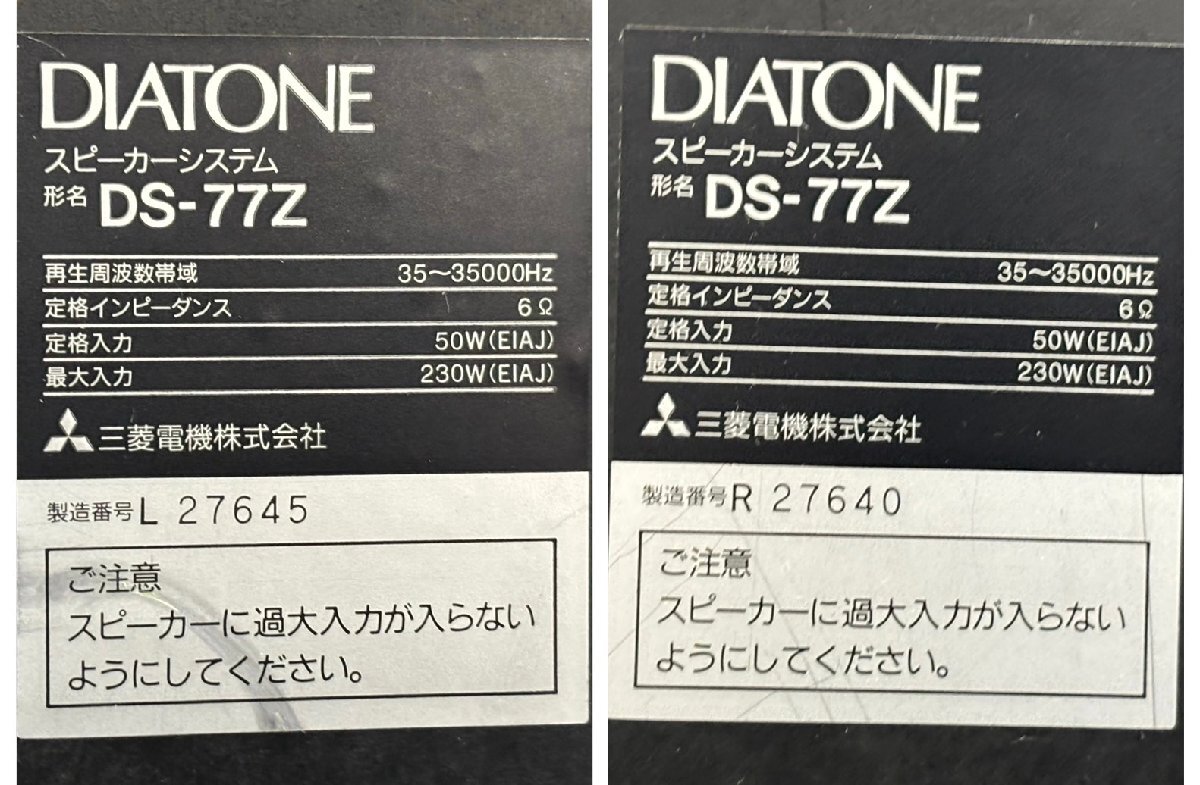 DIATONE
スピーカーシステム
形名 DS-77Z
再生周波数帯域 35〜35000Hz
定格インピーダンス 6Ω
定格入力 50W(EIAJ)
最大入力 230W(EIAJ)
三菱電機株式会社
製造番号 L 27645
ご注意
スピーカーに過大入力が入らない
ようにしてください。
DIATONE
スピーカーシステム
形名 DS-77Z
再生周波数帯域 35〜35000Hz
定格インピーダンス 6Ω
定格入力 50W(EIAJ)
最大入力 230W(EIAJ)
三菱電機株式会社
製造番号 R 27640
ご注意
スピーカーに過大入力が入らない
ようにしてください。